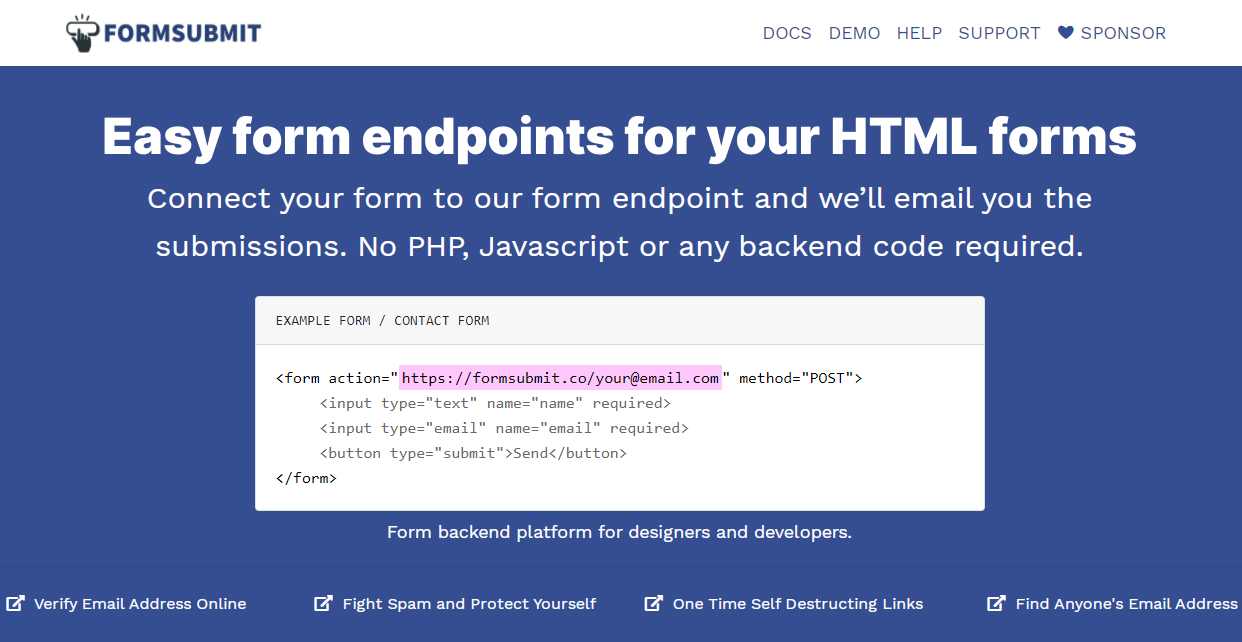 FORMSUBMIT
DOCS DEMO HELP SUPPORT SPONSOR
Easy form endpoints for your HTML forms
Connect your form to our form endpoint and we’ll email you the
submissions. No PHP, Javascript or any backend code required.
EXAMPLE FORM / CONTACT FORM
<form action="https://formsubmit.co/your@email.com" method="POST">
<input type="text" name="name" required>
<input type="email" name="email" required>
<button type="submit">Send</button>
</form>
Form backend platform for designers and developers.
Verify Email Address Online Fight Spam and Protect Yourself One Time Self Destructing Links Find Anyone's Email Address